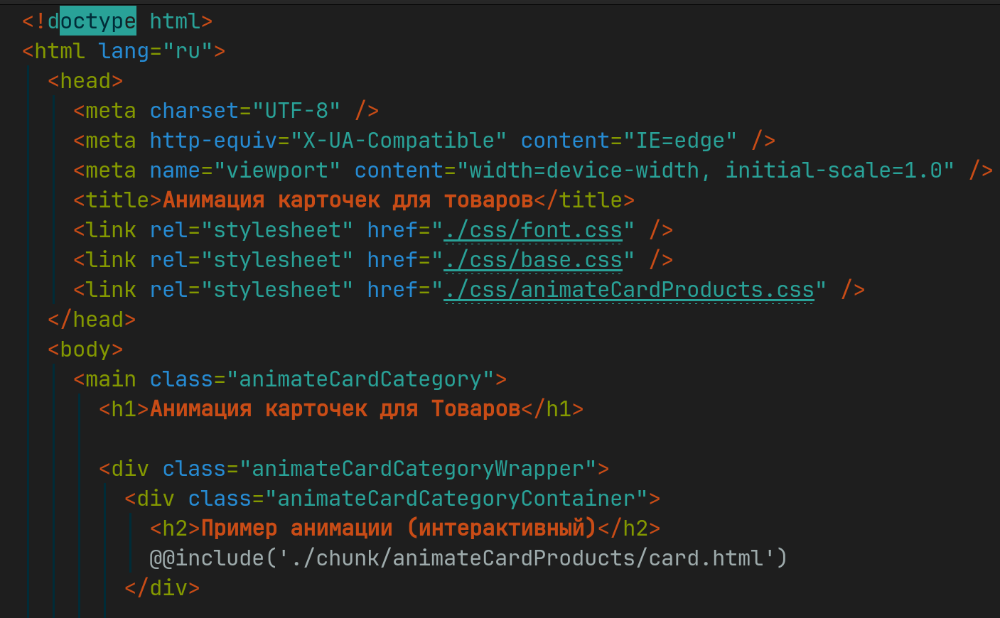 <!doctype html>
<html lang="ru">
<head>
<meta charset="UTF-8" />
<meta http-equiv="X-UA-Compatible" content="IE=edge" />
<meta name="viewport" content="width=device-width, initial-scale=1.0" />
<title>Анимация карточек для товаров</title>
<link rel="stylesheet" href="./css/font.css" />
<link rel="stylesheet" href="./css/base.css" />
<link rel="stylesheet" href="./css/animateCardProducts.css" />
</head>
<body>
<main class="animateCardCategory">
<h1>Анимация карточек для Товаров</h1>
<div class="animateCardCategoryWrapper">
<div class="animateCardCategoryContainer">
<h2>Пример анимации (интерактивный)</h2>
@@include('./chunk/animateCardProducts/card.html')
</div>